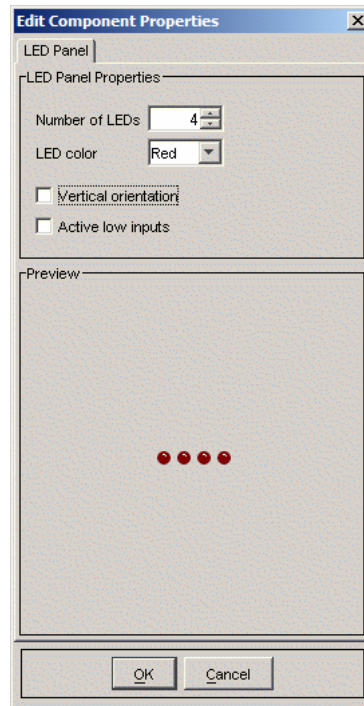 Edit Component Properties
LED Panel
LED Panel Properties
Number of LEDs 4
LED color Red
Vertical orientation
Active low inputs
Preview
OK Cancel